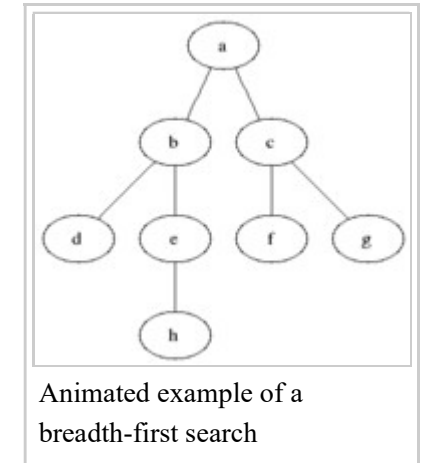 a
b c
d e f g
h
Animated example of a
breadth-first search